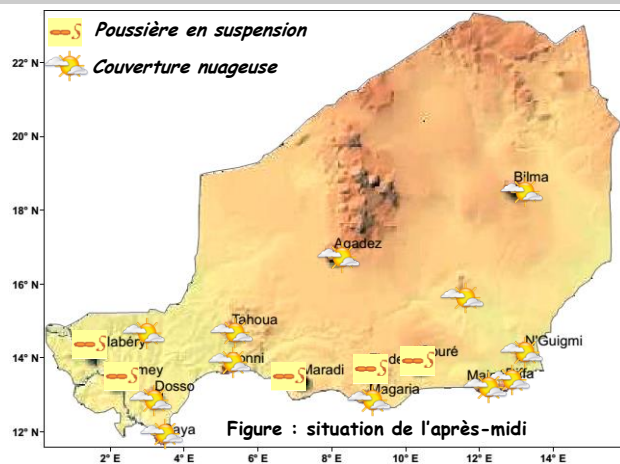 Poussière en suspension
Couverture nuageuse
22° N
20° N
18° N
16° N
14° N
12° N
Bilma
Agadez
Tahoua
N'Guigmi
Maradi
Dosso
Magaria
Figure : situation de l'après-midi
2° E
4° E
6° E
8° E
10° E
12° E
14° E